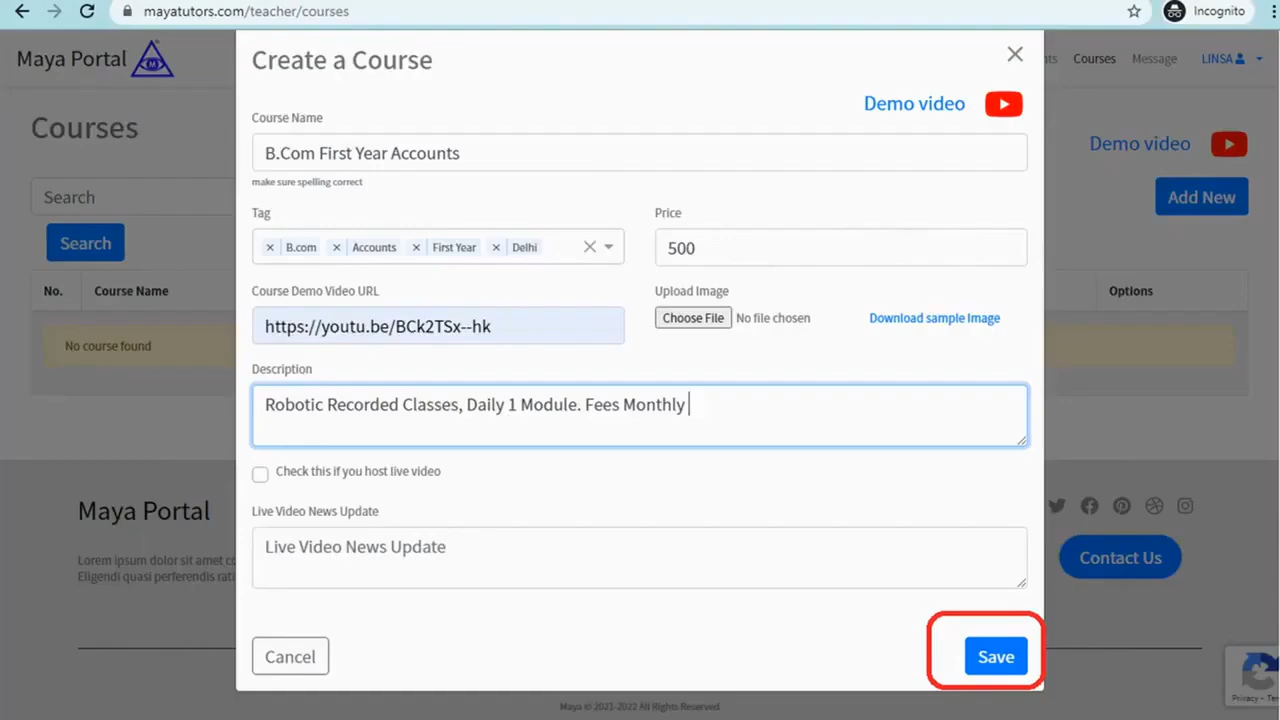 mayatutors.com/teacher/courses
Incognito
Maya Portal
M
Create a Course
Courses
Message
LINSA
Demo video
Course Name
Courses
B.Com First Year Accounts
Demo video
make sure spelling correct
Search
Add New
Tag
Price
B.com
Accounts
First Year
Delhi
500
Search
Course Demo Video URL
Upload Image
No.
Course Name
Options
https://youtu.be/BCk2TSx--hk
Choose File
No file chosen
Download sample Image
No course found
Description
Robotic Recorded Classes, Daily 1 Module. Fees Monthly
Check this if you host live video
Live Video News Update
Maya Portal
Live Video News Update
Lorem ipsum dolor sit amet
Eligendi quasi perferendis
Contact Us
Cancel
Save
Privacy
Maya © 2021-2022 All Rights Reserved